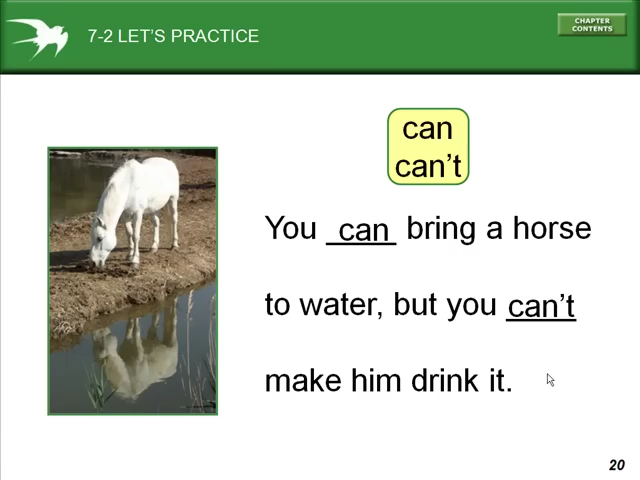 7-2 LET'S PRACTICE
CHAPTER
CONTENTS
can
can't
You can bring a horse
to water, but you can't
make him drink it.
20